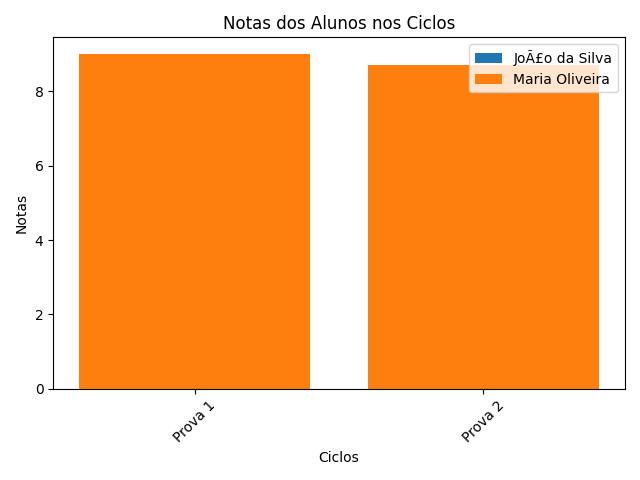 Notas dos Alunos nos Ciclos
JoÃ£o da Silva
Maria Oliveira
Notas
8
6
4
2
0
Prova 1
Prova 2
Ciclos